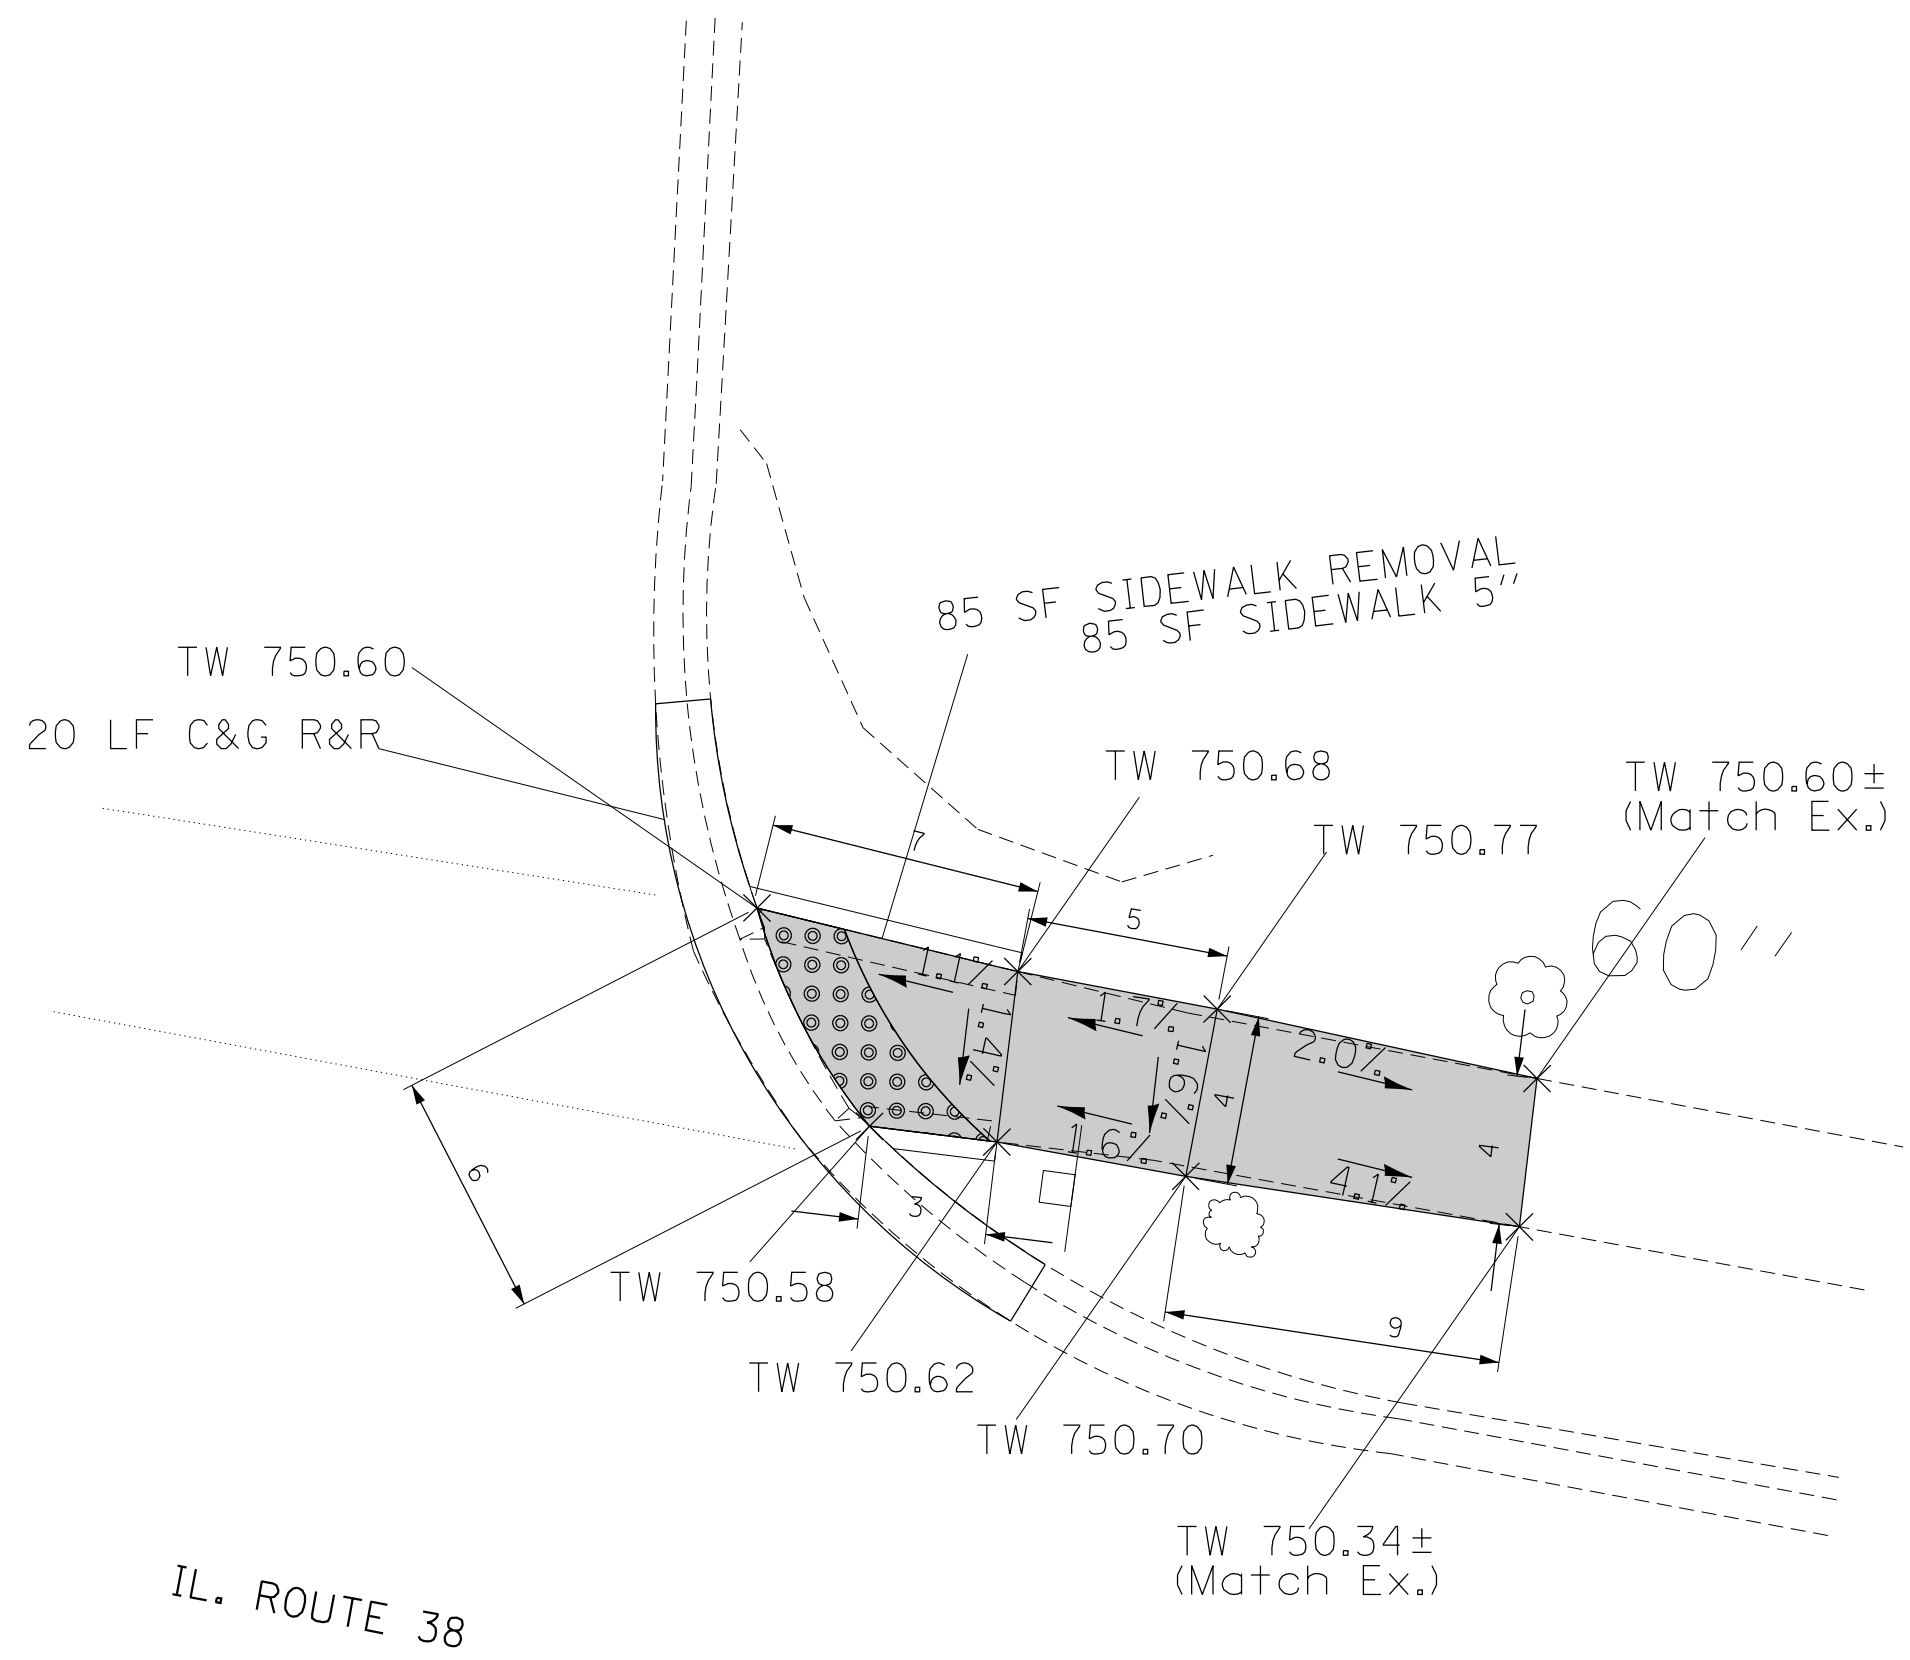 85 SF SIDEWALK REMOVAL
85 SF SIDEWALK 5"
TW 750.60
20 LF C&G R&R
TW 750.68
TW 750.60±
(Match Ex.)
TW 750.77
7
5
60''
1.1%
1.7%
1.4%
1.9%
2.0%
4
4
1.6%
4.1%
6
3
TW 750.58
9
TW 750.62
TW 750.70
TW 750.34±
(Match Ex.)
IL. ROUTE 38